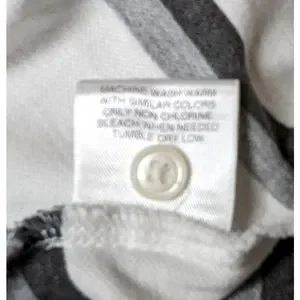 MACHINE WASH WARM
WITH SIMILAR COLORS
ONLY NON CHLORINE
BLEACH WHEN NEEDED
TUMBLE DRY LOW